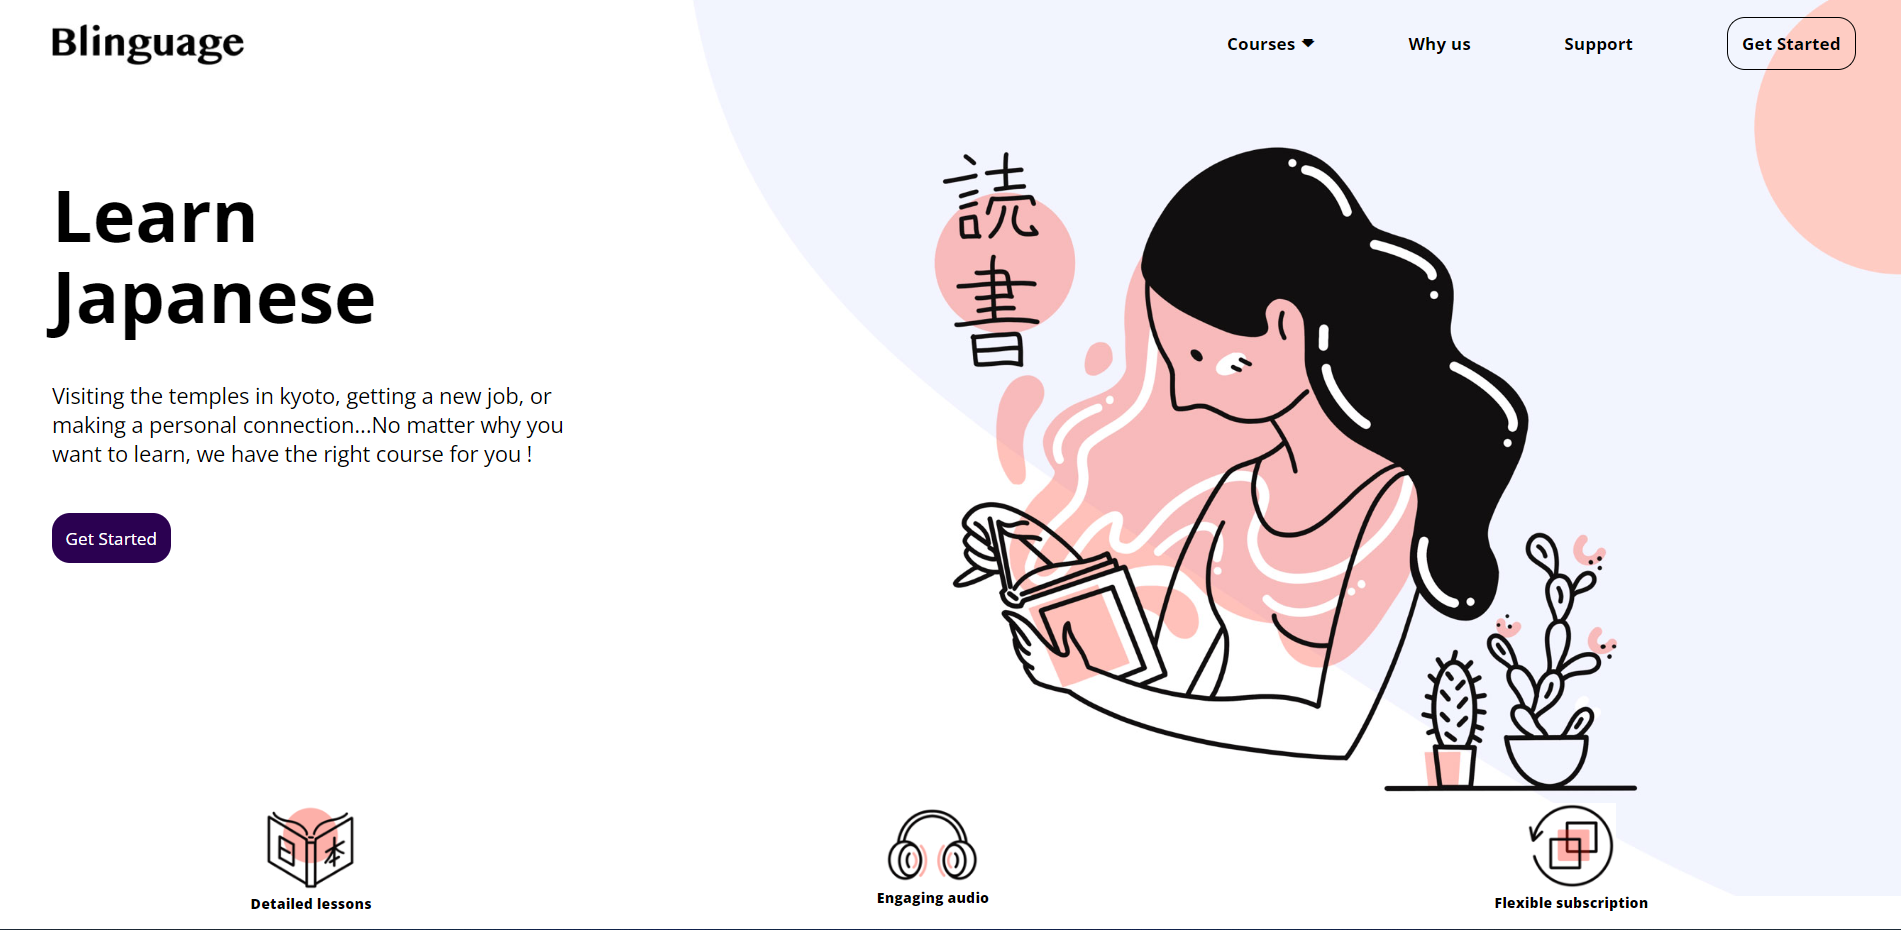 Blinguage
Courses
Why us
Support
Get Started
Learn
Japanese
Visiting the temples in kyoto, getting a new job, or
making a personal connection...No matter why you
want to learn, we have the right course for you !
Get Started
読
書
日本
Detailed lessons
Engaging audio
Flexible subscription